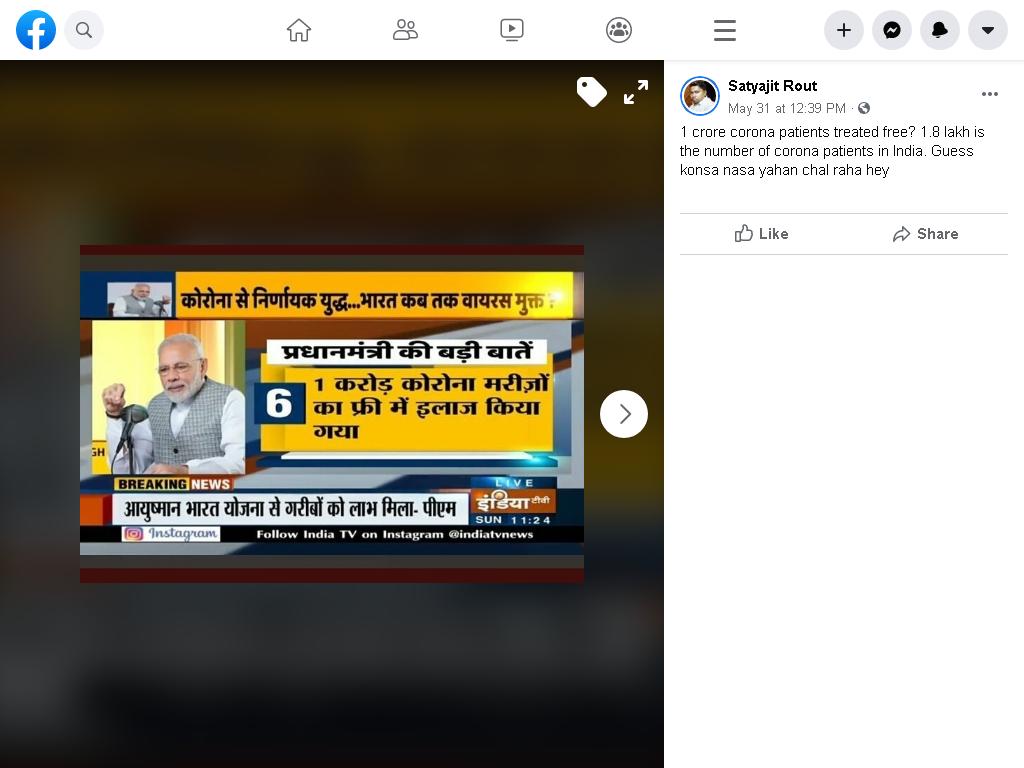 Satyajit Rout
May 31 at 12:39 PM ·
1 crore corona patients treated free? 1.8 lakh is
the number of corona patients in India. Guess
konsa nasa yahan chal raha hey
Like
Share
कोरोना से निर्णायक युद्ध...भारत कब तक वायरस मुक्त ?
प्रधानमंत्री की बड़ी बातें
6
1 करोड़ कोरोना मरीज़ों
का फ्री में इलाज किया
गया
GH
BREAKING NEWS
LIVE
आयुष्मान भारत योजना से गरीबों को लाभ मिला- पीएम
इंडिया टीवी
SUN 11:24
Instagram
Follow India TV on Instagram @indiatvnews